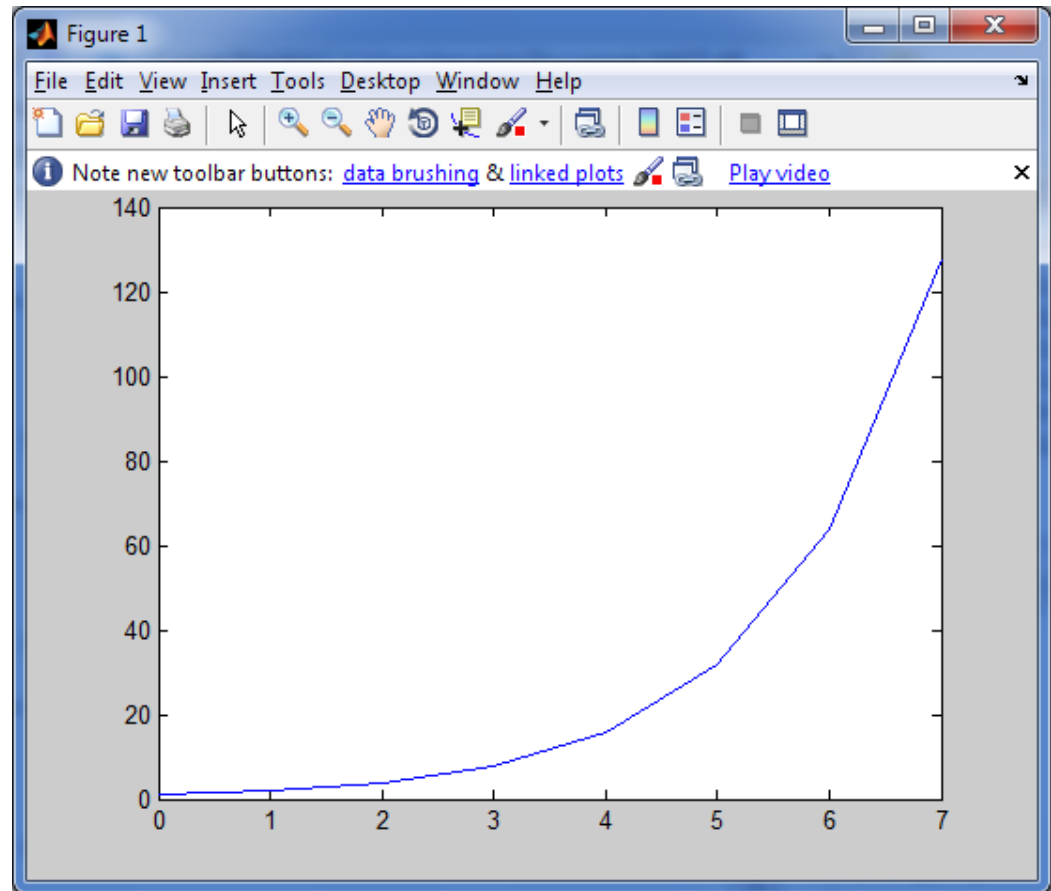 Figure 1
File Edit View Insert Tools Desktop Window Help
Note new toolbar buttons: data brushing & linked plots Play video
140
120
100
80
60
40
20
0
0 1 2 3 4 5 6 7